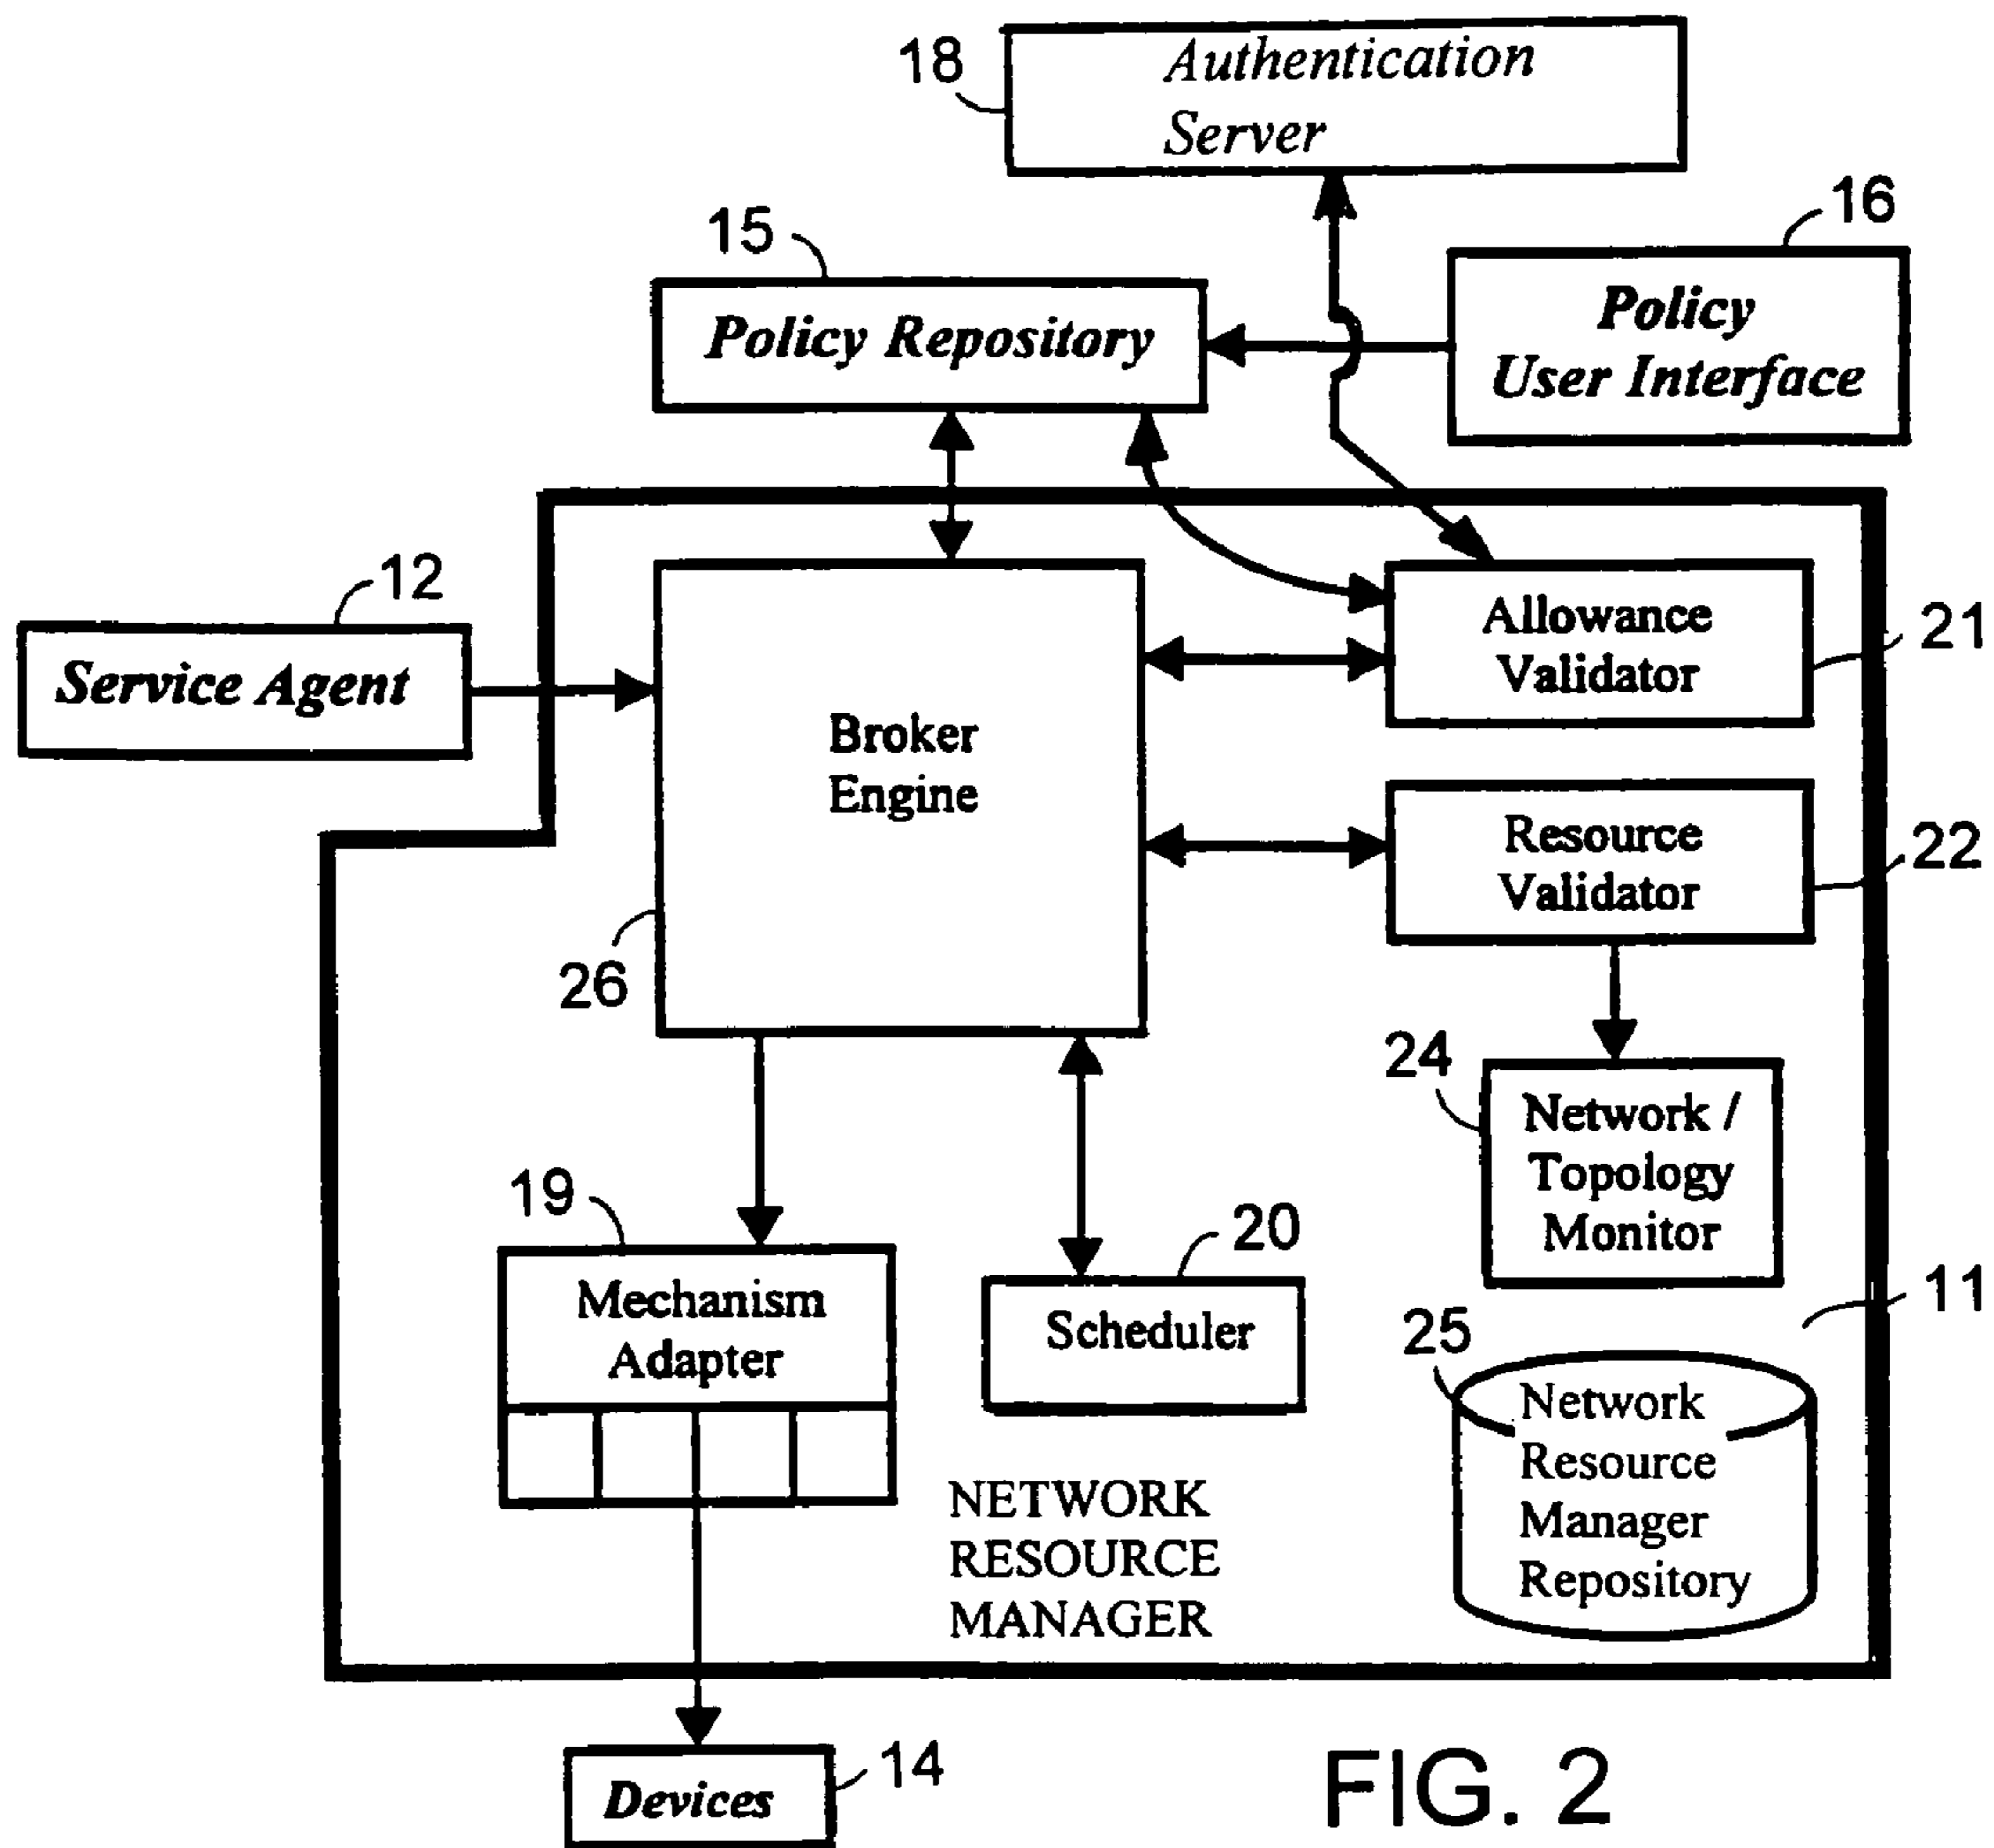 18
Authentication
Server
15
16
Policy Repository
Policy
User Interface
12
Service Agent
Broker
Engine
Allowance
Validator
21
Resource
Validator
22
26
24
Network /
Topology
Monitor
19
Mechanism
Adapter
20
Scheduler
11
25
Network
Resource
Manager
Repository
NETWORK
RESOURCE
MANAGER
Devices
14
FIG. 2